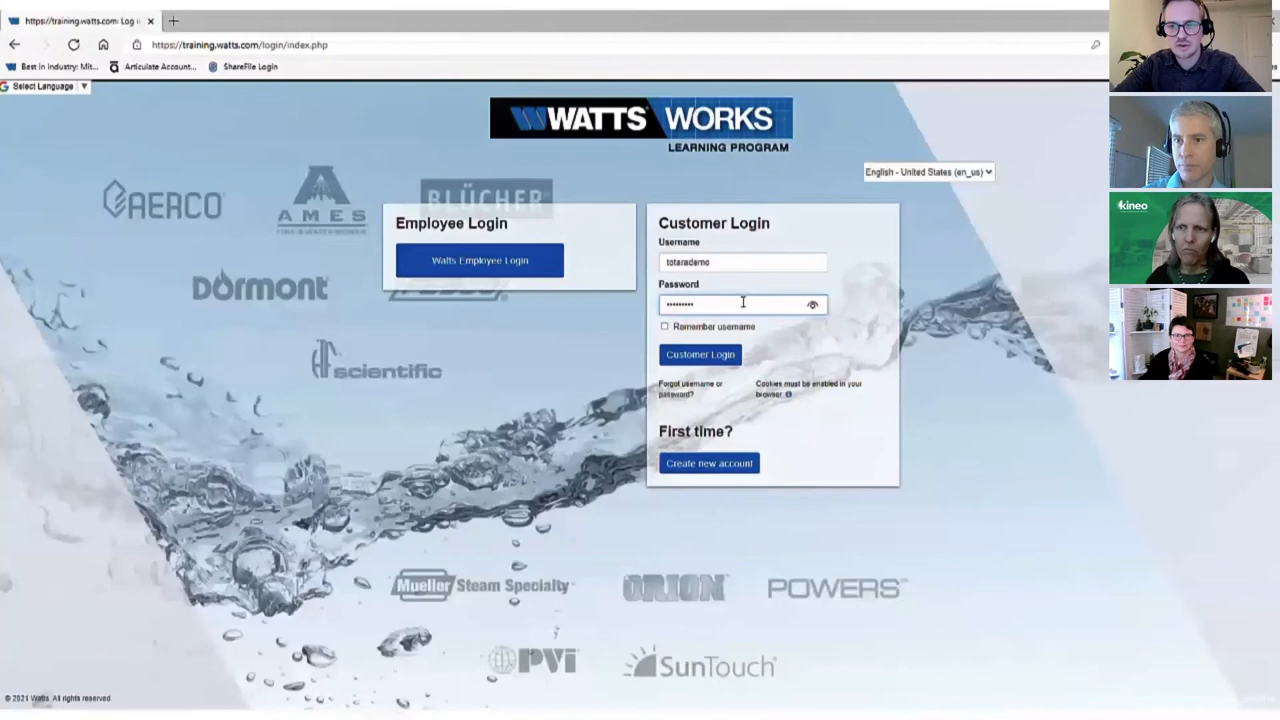 https://training.watts.com: Log i
https://training.watts.com/login/index.php
Best in Industry: Mit...
Articulate Account...
ShareFile Login
Select Language
WATTS WORKS
LEARNING PROGRAM
English - United States (en_us)
AERCO
AMES
BLÜCHER
Employee Login
Watts Employee Login
Customer Login
Username
totarademo
Password
Remember username
Customer Login
Forgot username or password?
Cookies must be enabled in your browser
First time?
Create new account
Dormont
scientific
Mueller Steam Specialty
ORION
POWERS
PVI
SunTouch
© 2021 Watts. All rights reserved.
kineo